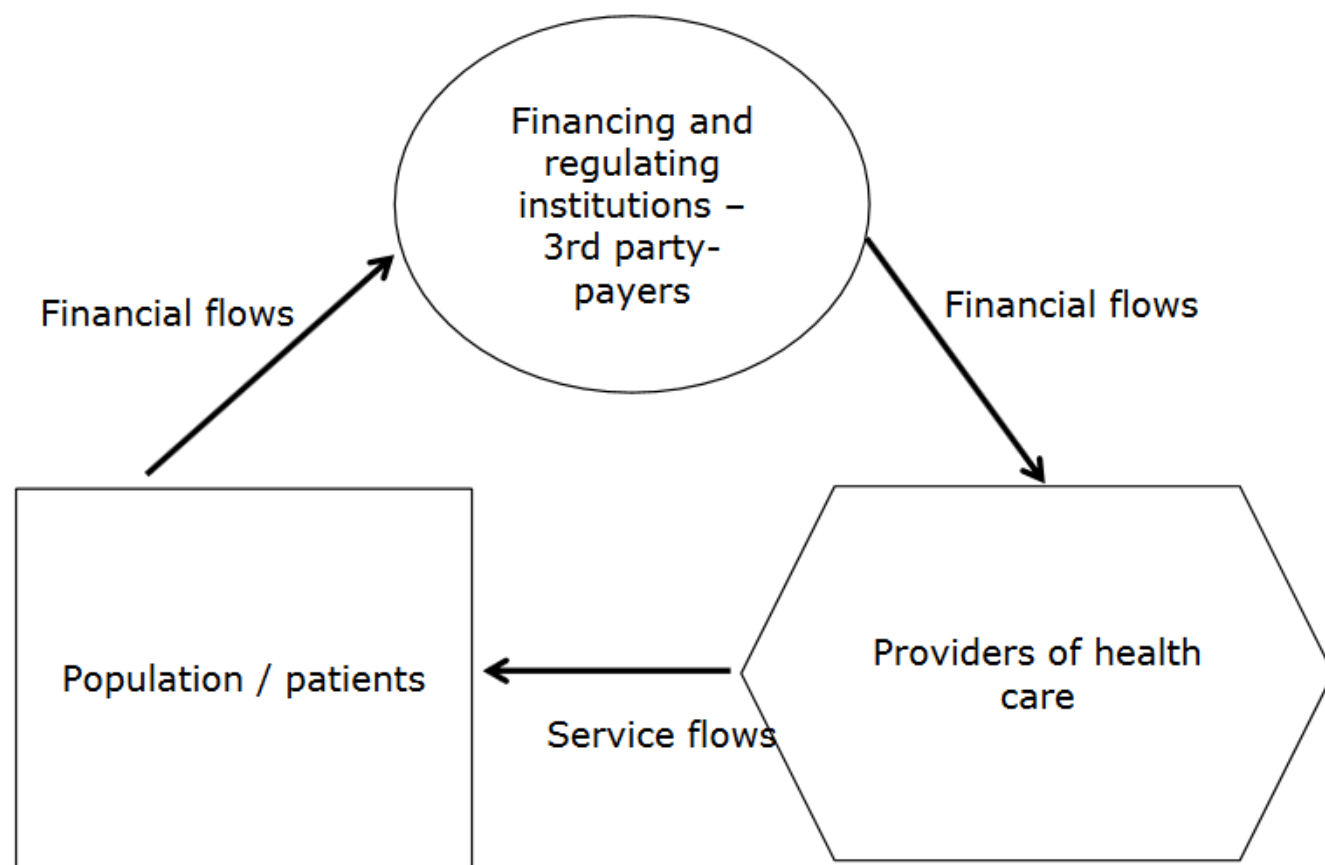 Financing and
regulating
institutions –
3rd party-
payers
Financial flows
Financial flows
Population / patients
Providers of health
care
Service flows